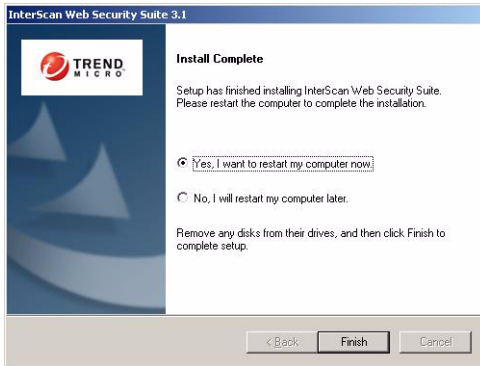 InterScan Web Security Suite 3.1
TREND
MICRO
Install Complete
Setup has finished installing InterScan Web Security Suite.
Please restart the computer to complete the installation.
Yes, I want to restart my computer now.
No, I will restart my computer later.
Remove any disks from their drives, and then click Finish to
complete setup.
< Back Finish Cancel